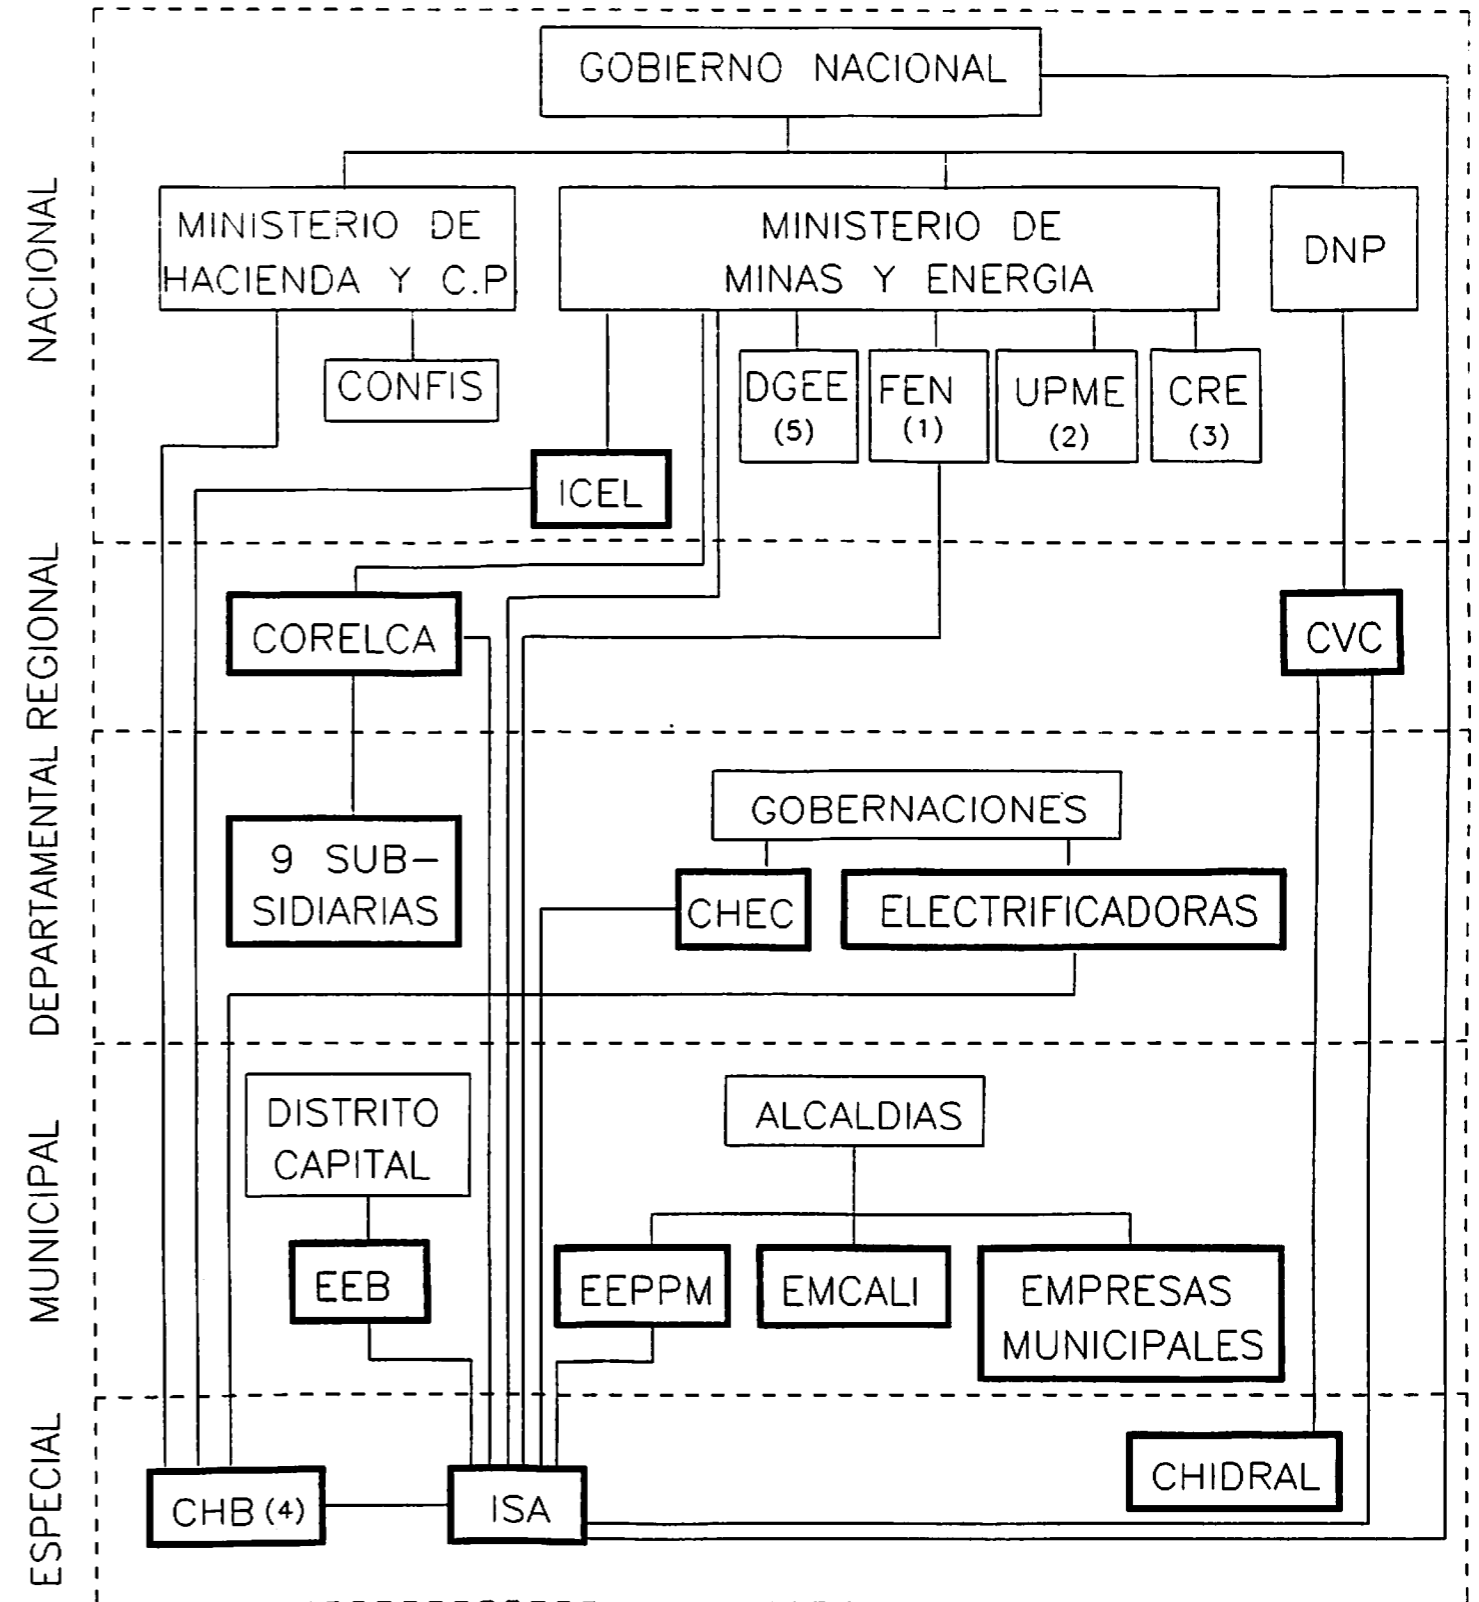 GOBIERNO NACIONAL
NACIONAL
MINISTERIO DE
HACIENDA Y C.P
MINISTERIO DE
MINAS Y ENERGIA
DNP
CONFIS
DGEE
(5)
FEN
(1)
UPME
(2)
CRE
(3)
ICEL
REGIONAL
CORELCA
CVC
DEPARTAMENTAL
GOBERNACIONES
9 SUB-
SIDIARIAS
CHEC
ELECTRIFICADORAS
MUNICIPAL
DISTRITO
CAPITAL
ALCALDIAS
EEB
EEPPM
EMCALI
EMPRESAS
MUNICIPALES
ESPECIAL
CHB (4)
ISA
CHIDRAL